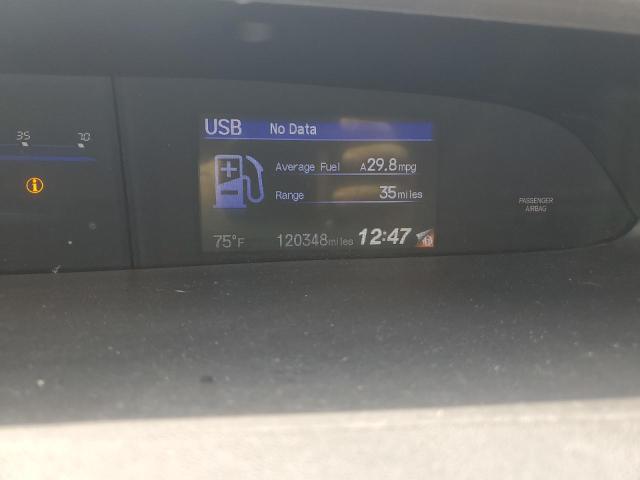 35 70
USB No Data
Average Fuel A29.8mpg
Range 35miles
PASSENGER
AIRBAG
75°F 120348miles 12:47